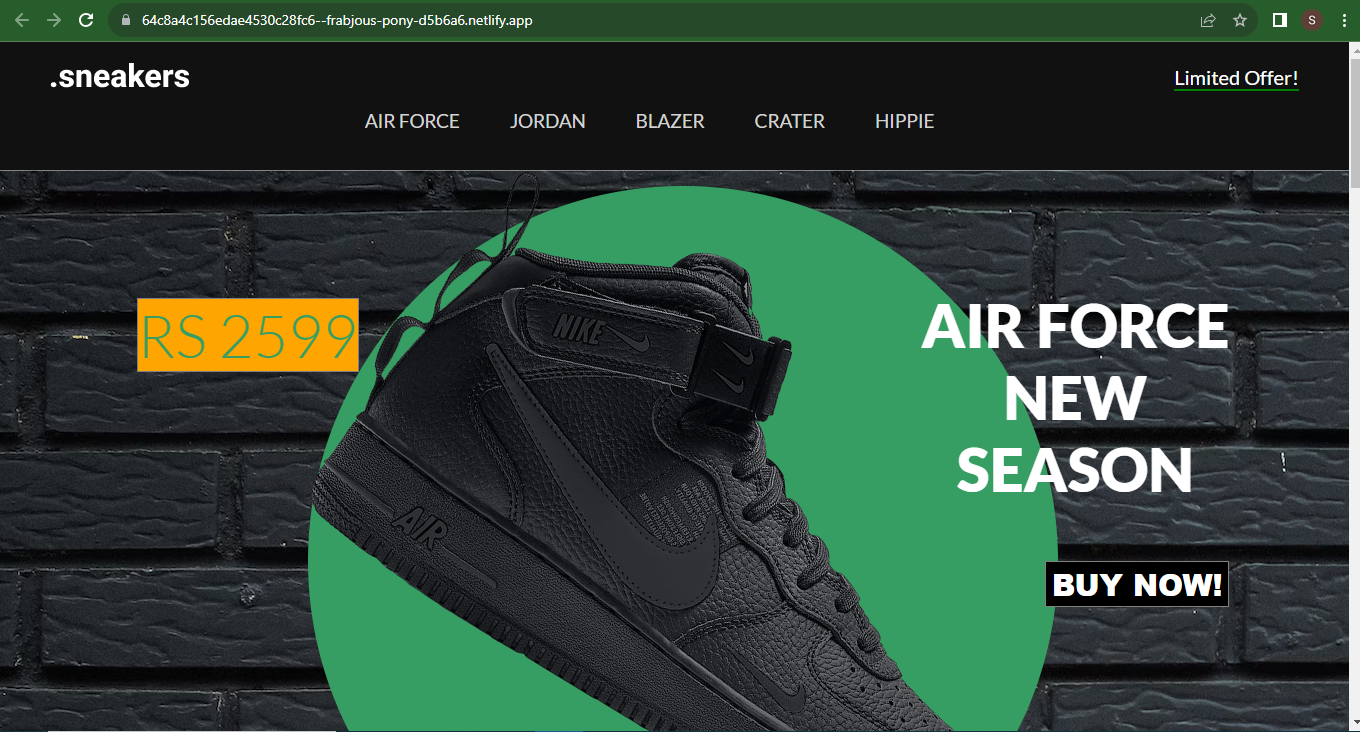 64c8a4c156edae4530c28fc6--frabjous-pony-d5b6a6.netlify.app
S
.sneakers
Limited Offer!
AIR FORCE JORDAN BLAZER CRATER HIPPIE
RS 2599
NIKE
AIR
AIR FORCE
NEW
SEASON
BUY NOW!